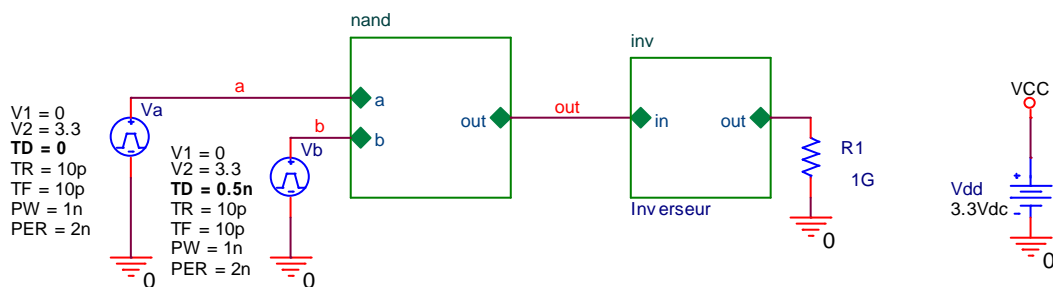 nand
a
a
b
b
out
out
inv
in
out
Inverseur
V1 = 0
V2 = 3.3
TD = 0
TR = 10p
TF = 10p
PW = 1n
PER = 2n
Va
0
V1 = 0
V2 = 3.3
TD = 0.5n
TR = 10p
TF = 10p
PW = 1n
PER = 2n
Vb
0
R1
1G
0
VCC
Vdd
3.3Vdc
0